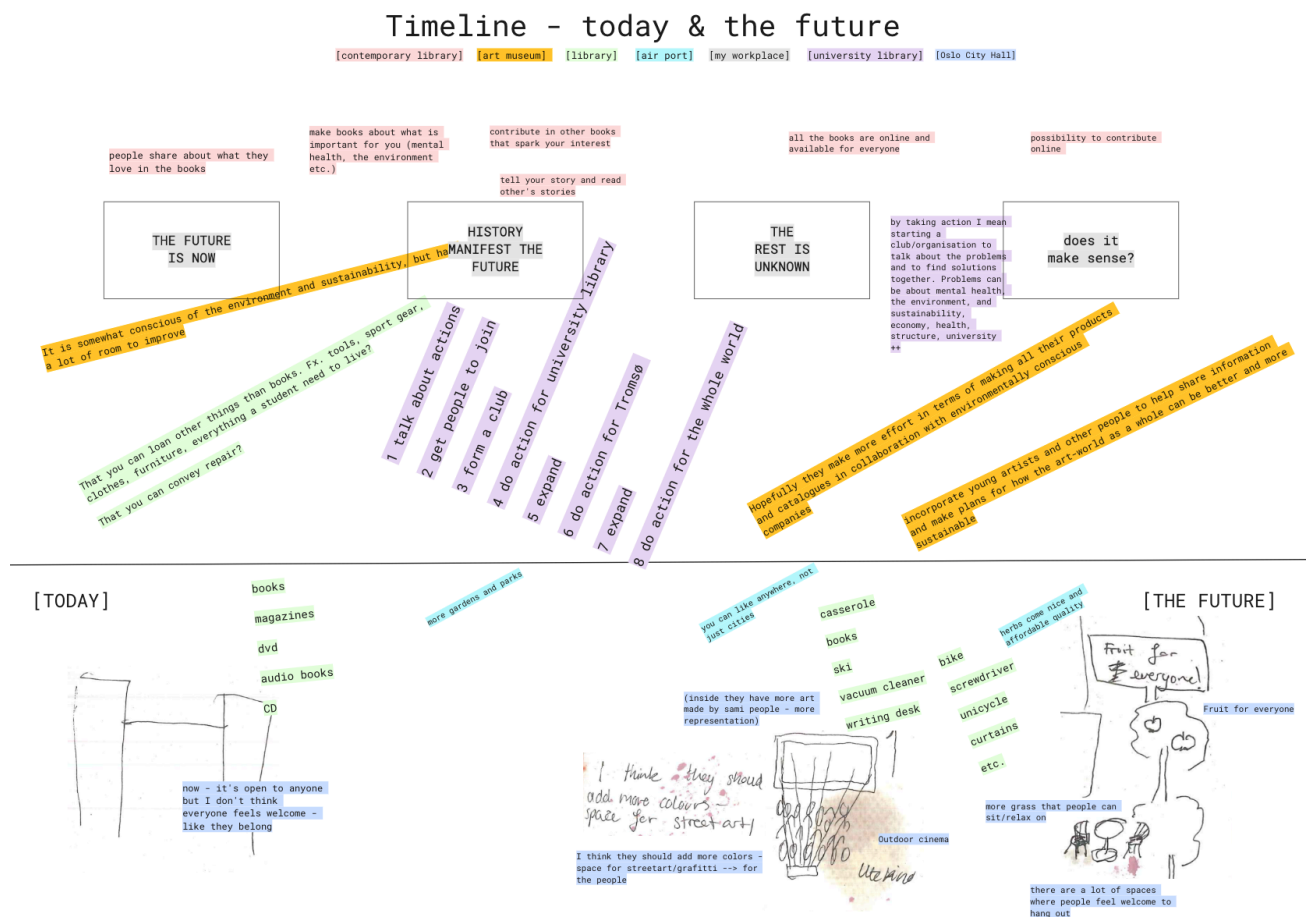 Timeline - today & the future
[contemporary library] [art museum] [library] [air port] [my workplace] [university library] [Oslo City Hall]
people share about what they
love in the books
make books about what is
important for you (mental
health, the environment
etc.)
contribute in other books
that spark your interest
tell your story and read
other's stories
all the books are online and
available for everyone
possibility to contribute
online
THE FUTURE
IS NOW
HISTORY
MANIFEST THE
FUTURE
THE
REST IS
UNKNOWN
does it
make sense?
by taking action I mean
starting a
club/organisation to
talk about the problems
and to find solutions
together. Problems can
be about mental health,
the environment, and
sustainability,
economy, health,
structure, university
++
It is somewhat conscious of the environment and sustainability, but ha
a lot of room to improve
That you can loan other things than books. Fx. tools, sport gear,
clothes, furniture, everything a student need to live?
That you can convey repair?
1 talk about actions
2 get people to join
3 form a club
4 do action for university library
5 expand
6 do action for Tromsø
7 expand
8 do action for the whole world
Hopefully they make more effort in terms of making all their products
and catalogues in collaboration with environmentally conscious
companies
incorporate young artists and other people to help share information
and make plans for how the art-world as a whole can be better and more
sustainable
[TODAY]
books
magazines
dvd
audio books
CD
now - it's open to anyone
but I don't think
everyone feels welcome -
like they belong
more gardens and parks
you can like anywhere, not
just cities
casserole
books
ski
vacuum cleaner
writing desk
bike
screwdriver
unicycle
curtains
etc.
herbs come nice and
affordable quality
[THE FUTURE]
(inside they have more art
made by sami people - more
representation)
I think they should
add more colours -
space for streetart/
I think they should add more colors -
space for streetart/grafitti --> for
the people
Outdoor cinema
Utekino
Fruit for
everyone!
Fruit for everyone
more grass that people can
sit/relax on
there are a lot of spaces
where people feel welcome to
hang out